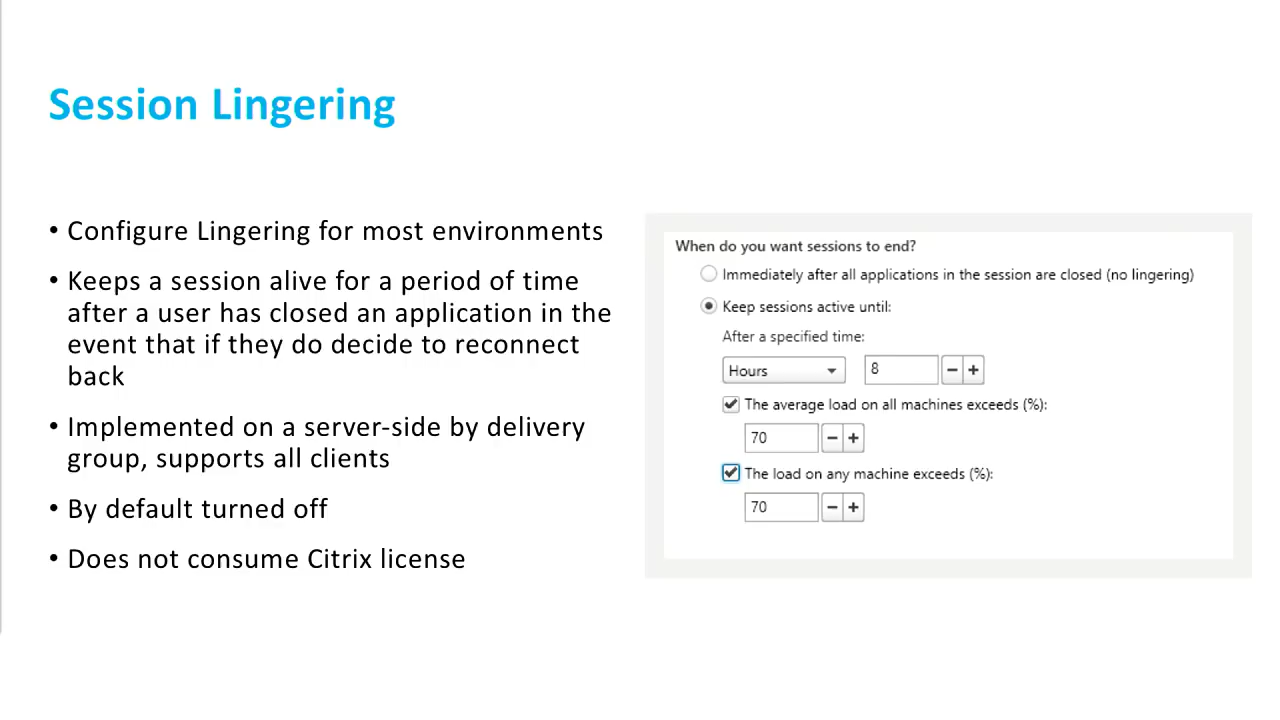 Session Lingering
• Configure Lingering for most environments
• Keeps a session alive for a period of time
after a user has closed an application in the
event that if they do decide to reconnect
back
• Implemented on a server-side by delivery
group, supports all clients
• By default turned off
• Does not consume Citrix license
When do you want sessions to end?
Immediately after all applications in the session are closed (no lingering)
Keep sessions active until:
After a specified time:
Hours 8
The average load on all machines exceeds (%):
70
The load on any machine exceeds (%):
70